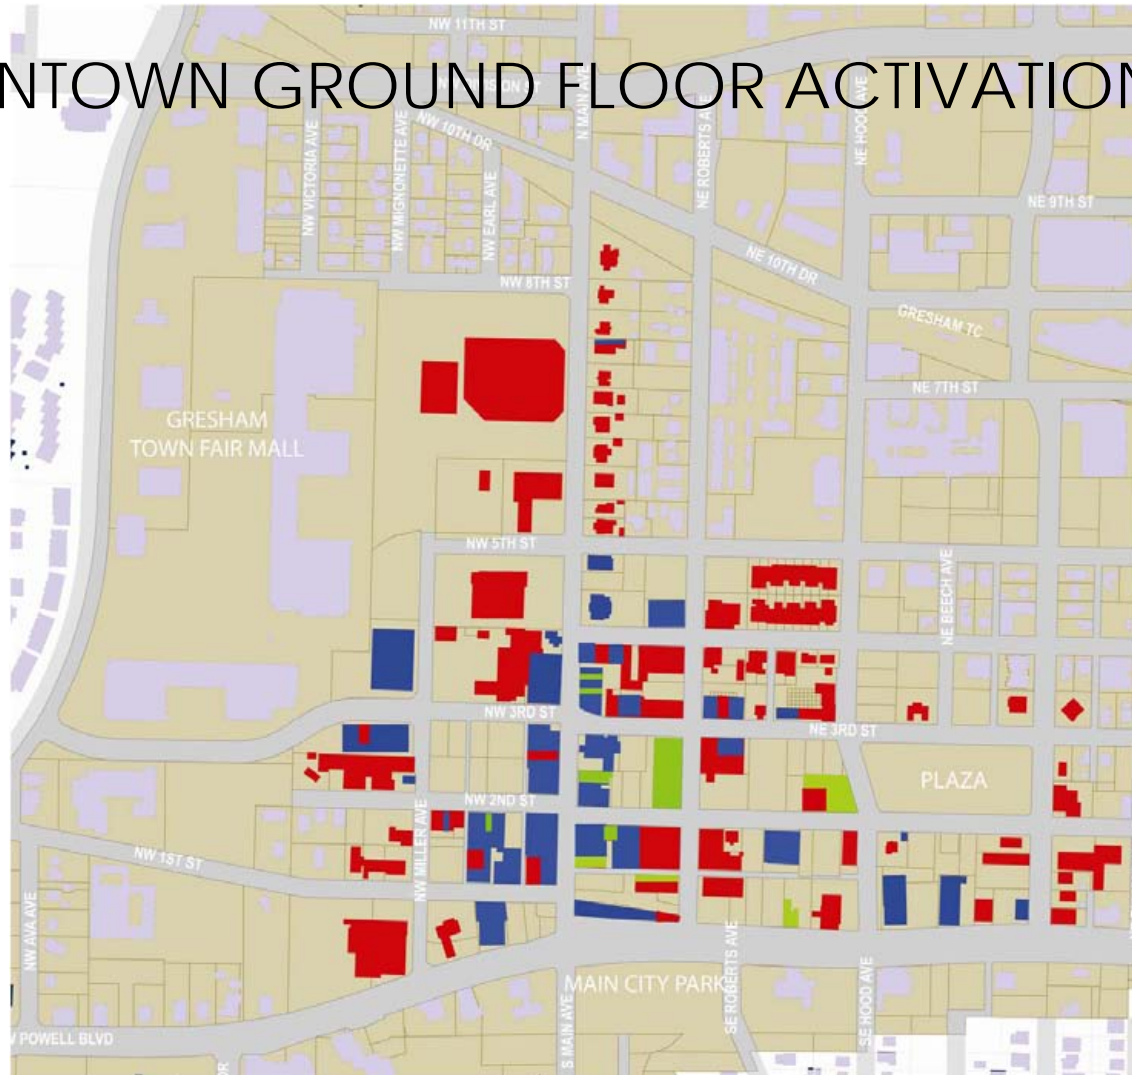 NW 11TH ST
NTOWN GROUND FLOOR ACTIVATION
N MAIN AVE
NE HOOD AVE
NE ROBERTS AVE
NW VICTORIA AVE
NW MIGNONETTE AVE
NW 10TH DR
NW EARL AVE
NE 9TH ST
NE 10TH DR
NW 8TH ST
GRESHAM TC
NE 7TH ST
GRESHAM
TOWN FAIR MALL
NW 5TH ST
NE BEECH AVE
NW 3RD ST
NE 3RD ST
PLAZA
NW 2ND ST
NW MILLER AVE
NW 1ST ST
NW AVA AVE
MAIN CITY PARK
SE ROBERTS AVE
S MAIN AVE
SE HOOD AVE
POWELL BLVD
DR